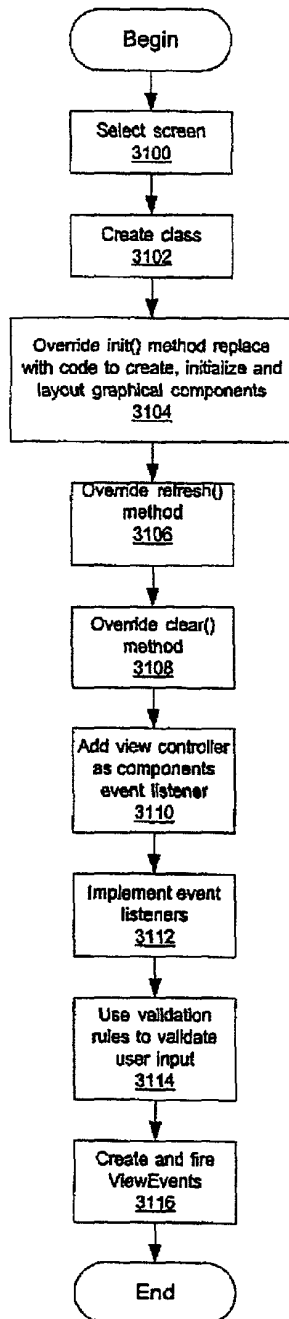 Begin
Select screen
3100
Create class
3102
Override init() method replace
with code to create, initialize and
layout graphical components
3104
Override refresh()
method
3106
Override clear()
method
3108
Add view controller
as components
event listener
3110
Implement event
listeners
3112
Use validation
rules to validate
user input
3114
Create and fire
ViewEvents
3116
End